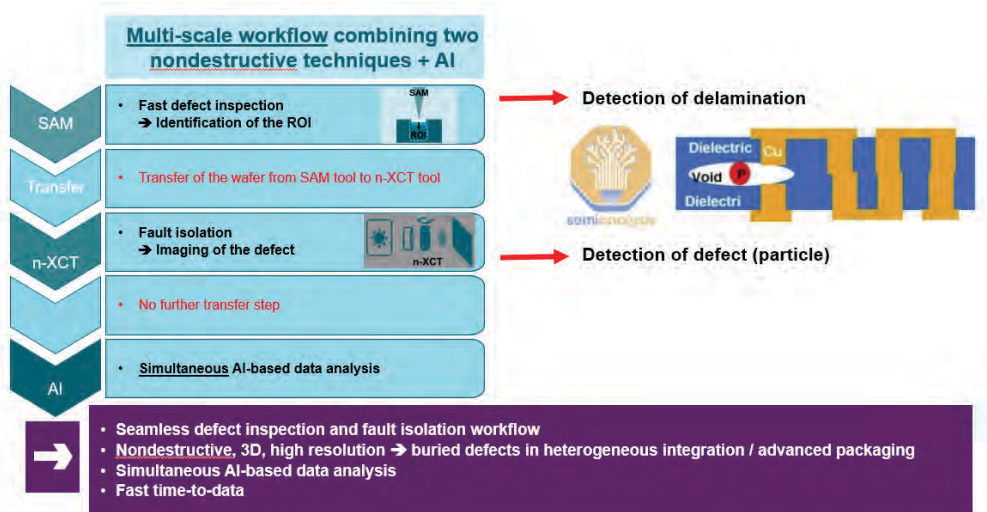 Multi-scale workflow combining two
nondestructive techniques + AI
SAM
• Fast defect inspection
➔ Identification of the ROI
SAM
ROI
Detection of delamination
Transfer
• Transfer of the wafer from SAM tool to n-XCT tool
Dielectric
Cu
Void
P
Dielectri
semiencopus
n-XCT
• Fault isolation
➔ Imaging of the defect
n-XCT
Detection of defect (particle)
• No further transfer step
AI
• Simultaneous AI-based data analysis
• Seamless defect inspection and fault isolation workflow
• Nondestructive, 3D, high resolution ➔ buried defects in heterogeneous integration / advanced packaging
• Simultaneous AI-based data analysis
• Fast time-to-data